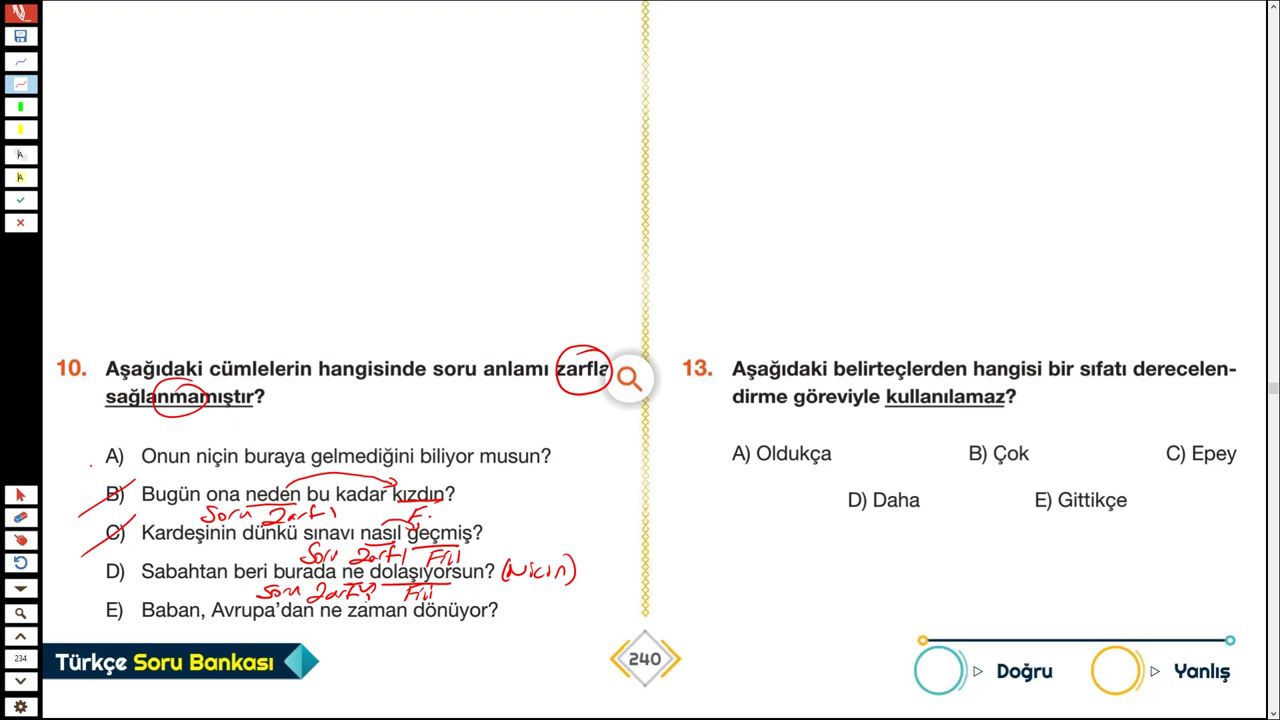 10. Aşağıdaki cümlelerin hangisinde soru anlamı zarfla
sağlanmamıştır?
A) Onun niçin buraya gelmediğini biliyor musun?
B) Bugün ona neden bu kadar kızdın?
Soru Zarfı F.
C) Kardeşinin dünkü sınavı nasıl geçmiş?
Soru Zarfı Fiil
D) Sabahtan beri burada ne dolaşıyorsun? (Niçin)
Soru Zarfı Fiil
E) Baban, Avrupa'dan ne zaman dönüyor?
13. Aşağıdaki belirteçlerden hangisi bir sıfatı derecelen-
dirme göreviyle kullanılamaz?
A) Oldukça B) Çok C) Epey
D) Daha E) Gittikçe
234
Türkçe Soru Bankası
240
Doğru Yanlış